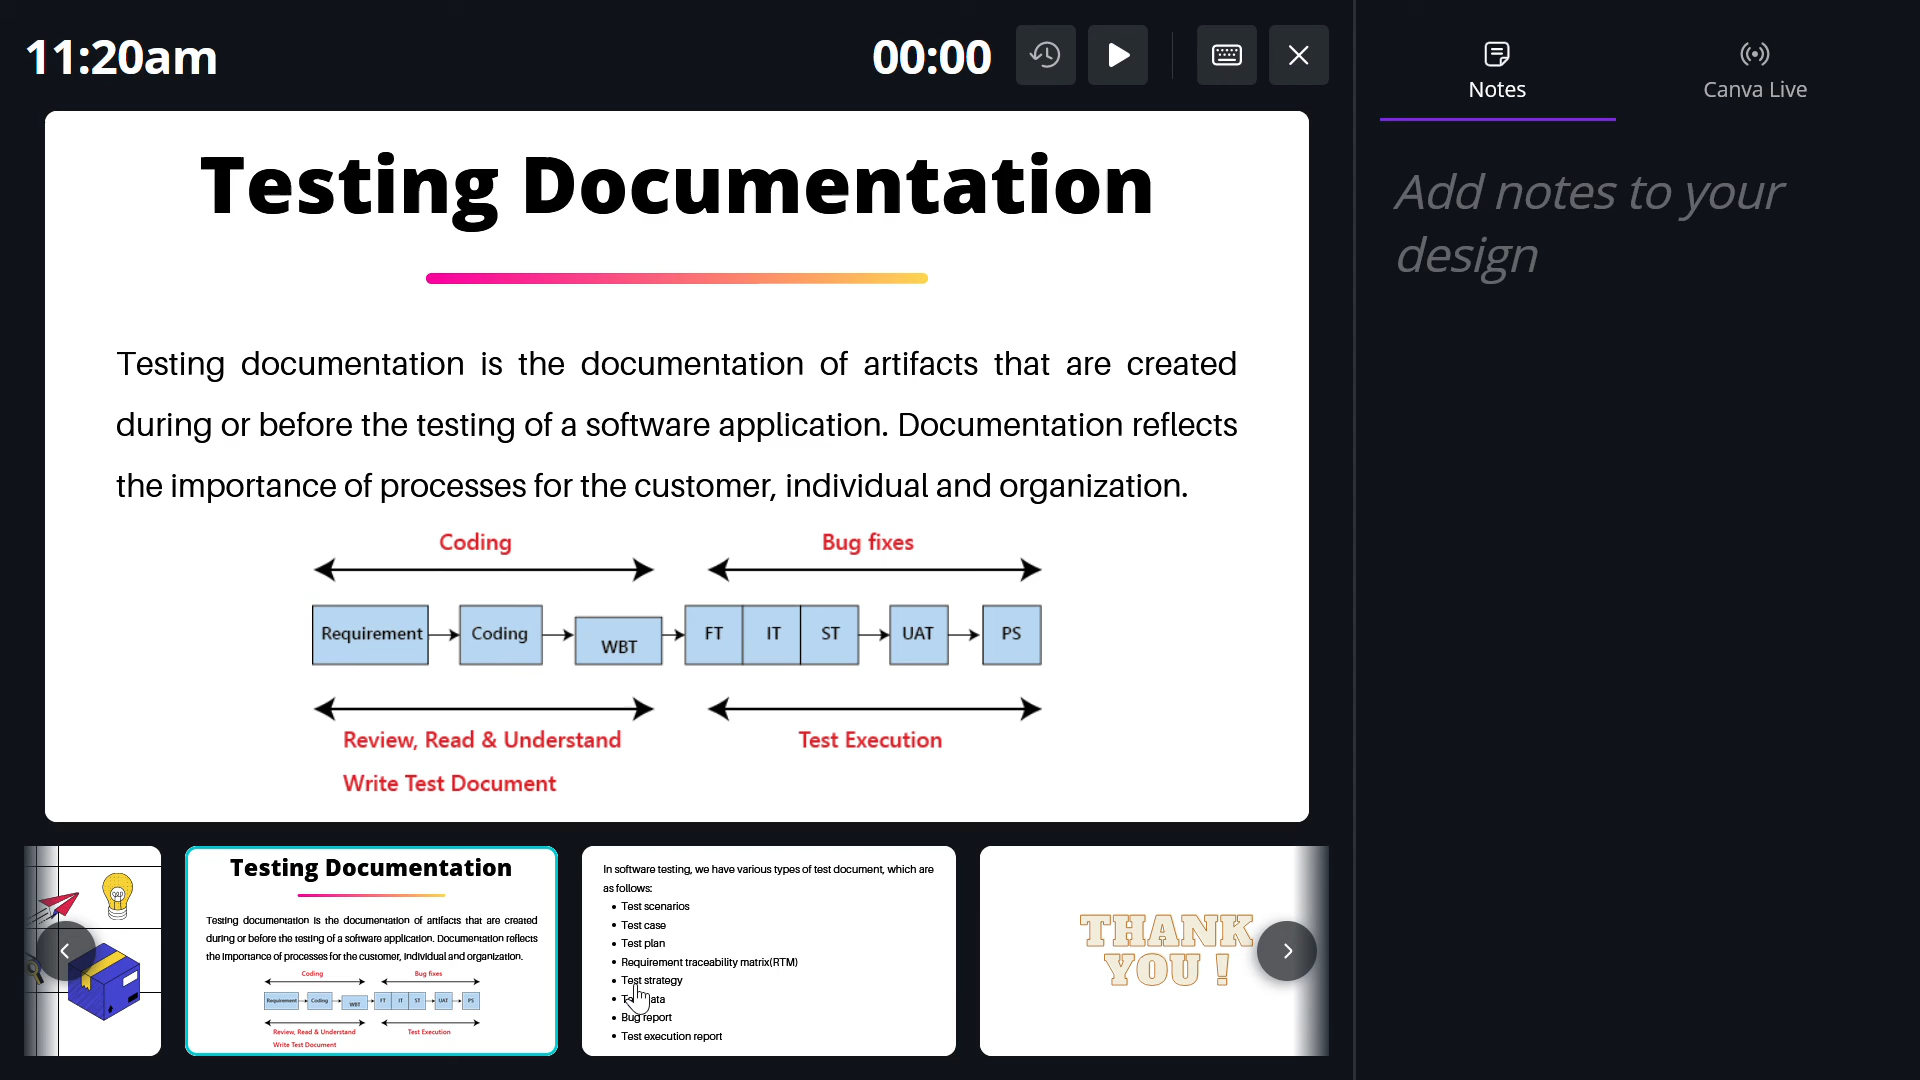 11:20am
00:00
Notes
Canva Live
Add notes to your
design
Testing Documentation
Testing documentation is the documentation of artifacts that are created
during or before the testing of a software application. Documentation reflects
the importance of processes for the customer, individual and organization.
Coding
Bug fixes
Requirement
Coding
WBT
FT
IT
ST
UAT
PS
Review, Read & Understand
Test Execution
Write Test Document
Testing Documentation
Testing documentation is the documentation of artifacts that are created
during or before the testing of a software application. Documentation reflects
the importance of processes for the customer, individual and organization.
Coding
Bug fixes
Requirement
Coding
WBT
FT
IT
ST
UAT
PS
Review, Read & Understand
Test Execution
Write Test Document
In software testing, we have various types of test document, which are
as follows:
• Test scenarios
• Test case
• Test plan
• Requirement traceability matrix(RTM)
• Test strategy
• Bug report
• Test execution report
THANK
YOU !